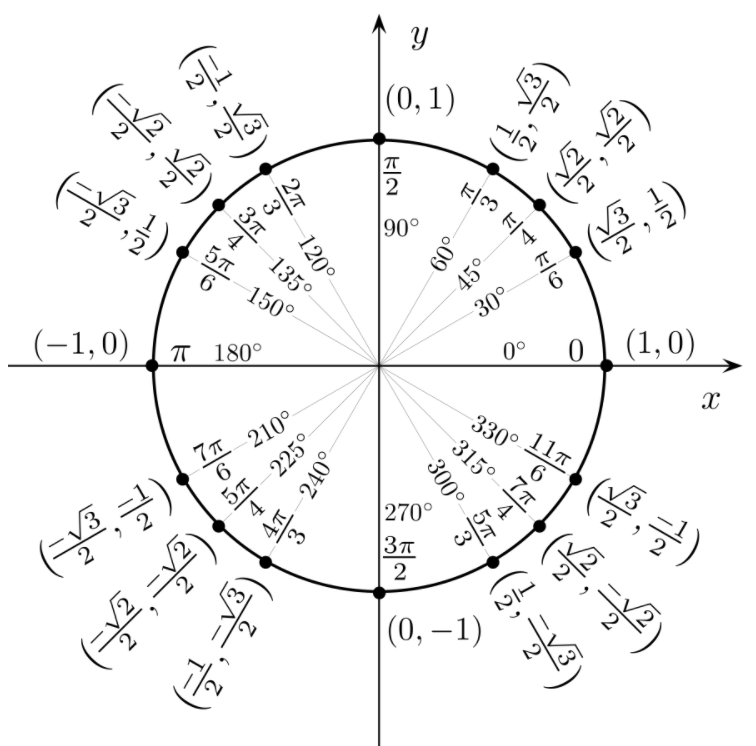 y
(0, 1)
(−1/2, √3/2)
(−√2/2, √2/2)
(−√3/2, 1/2)
(1/2, √3/2)
(√2/2, √2/2)
(√3/2, 1/2)
π/2
90°
2π/3
120°
3π/4
135°
5π/6
150°
π/3
60°
π/4
45°
π/6
30°
(−1, 0)
π
180°
0°
0
(1, 0)
x
7π/6
210°
5π/4
225°
4π/3
240°
270°
3π/2
330°
11π/6
315°
7π/4
300°
5π/3
(−√3/2, −1/2)
(−√2/2, −√2/2)
(−1/2, −√3/2)
(0, −1)
(1/2, −√3/2)
(√2/2, −√2/2)
(√3/2, −1/2)